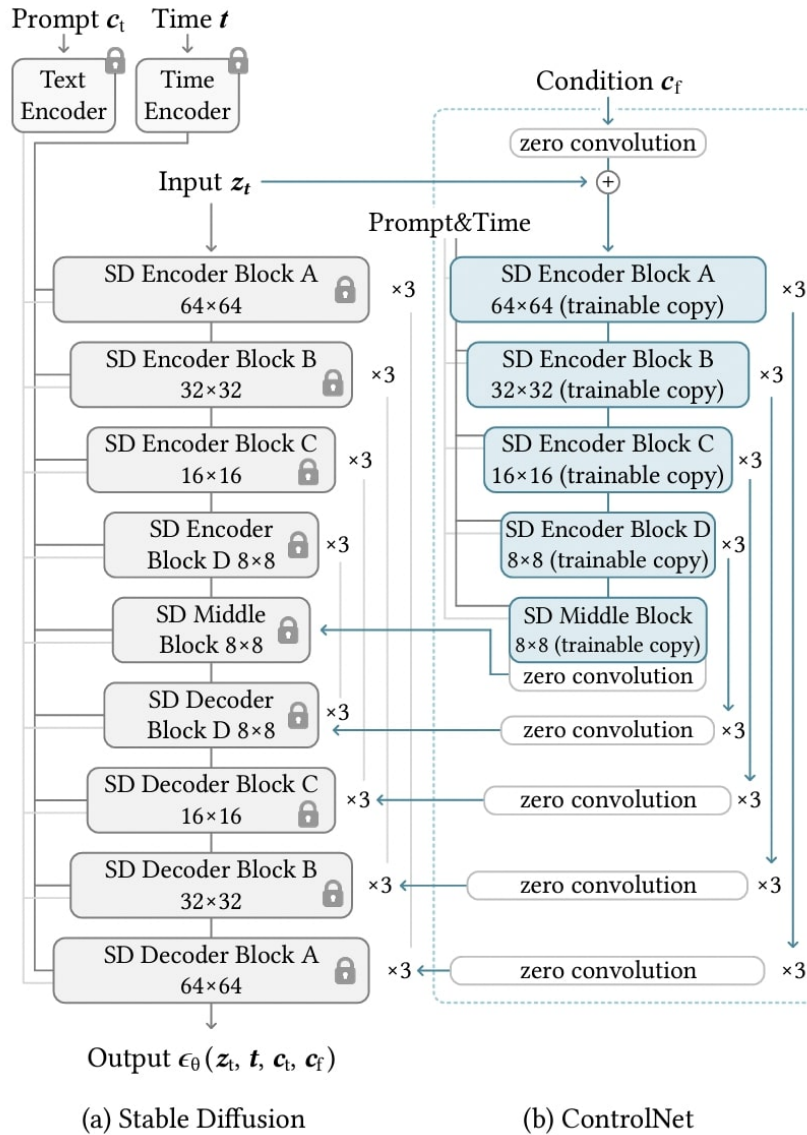 Prompt cₜ
Time t
Text
Encoder
Time
Encoder
Input zₜ
SD Encoder Block A
64×64
×3
SD Encoder Block B
32×32
×3
SD Encoder Block C
16×16
×3
SD Encoder
Block D 8×8
×3
SD Middle
Block 8×8
SD Decoder
Block D 8×8
×3
SD Decoder Block C
16×16
×3
SD Decoder Block B
32×32
×3
SD Decoder Block A
64×64
×3
Output ϵ_θ(zₜ, t, cₜ, c_f)
(a) Stable Diffusion
Condition c_f
zero convolution
+
Prompt&Time
SD Encoder Block A
64×64 (trainable copy)
×3
SD Encoder Block B
32×32 (trainable copy)
×3
SD Encoder Block C
16×16 (trainable copy)
×3
SD Encoder Block D
8×8 (trainable copy)
×3
SD Middle Block
8×8 (trainable copy)
zero convolution
zero convolution
×3
zero convolution
×3
zero convolution
×3
zero convolution
×3
(b) ControlNet